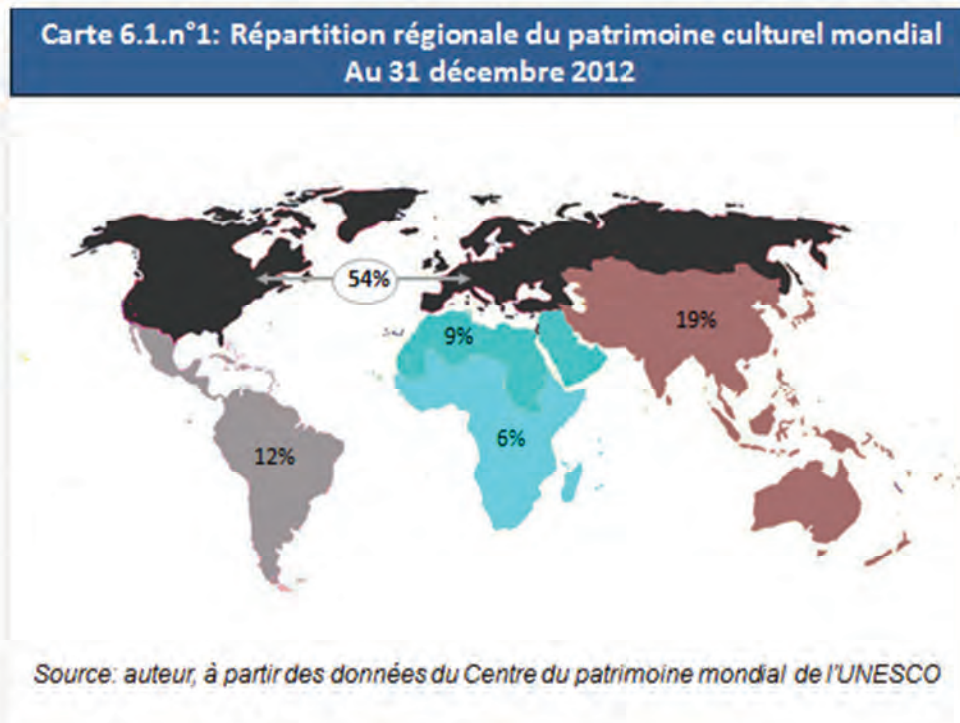 Carte 6.1.n°1: Répartition régionale du patrimoine culturel mondial
Au 31 décembre 2012
54%
19%
9%
6%
12%
Source: auteur, à partir des données du Centre du patrimoine mondial de l'UNESCO